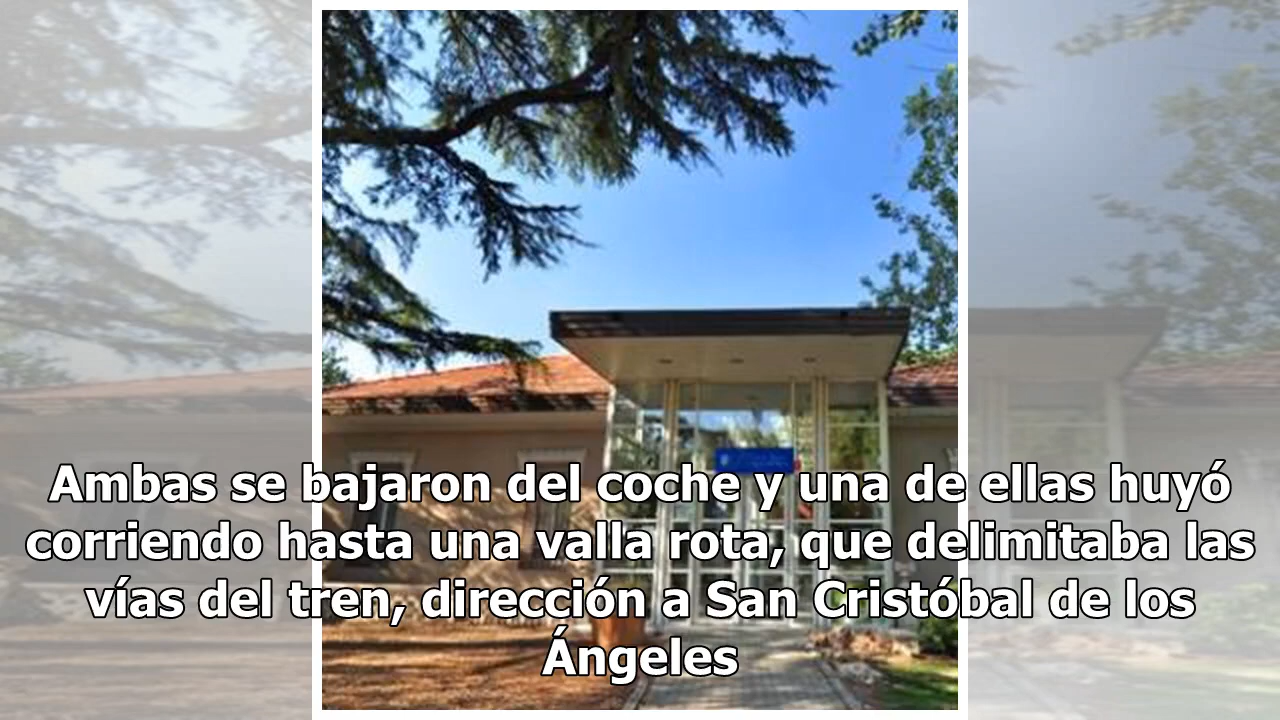 Ambas se bajaron del coche y una de ellas huyó
corriendo hasta una valla rota, que delimitaba las
vías del tren, dirección a San Cristóbal de los
Ángeles